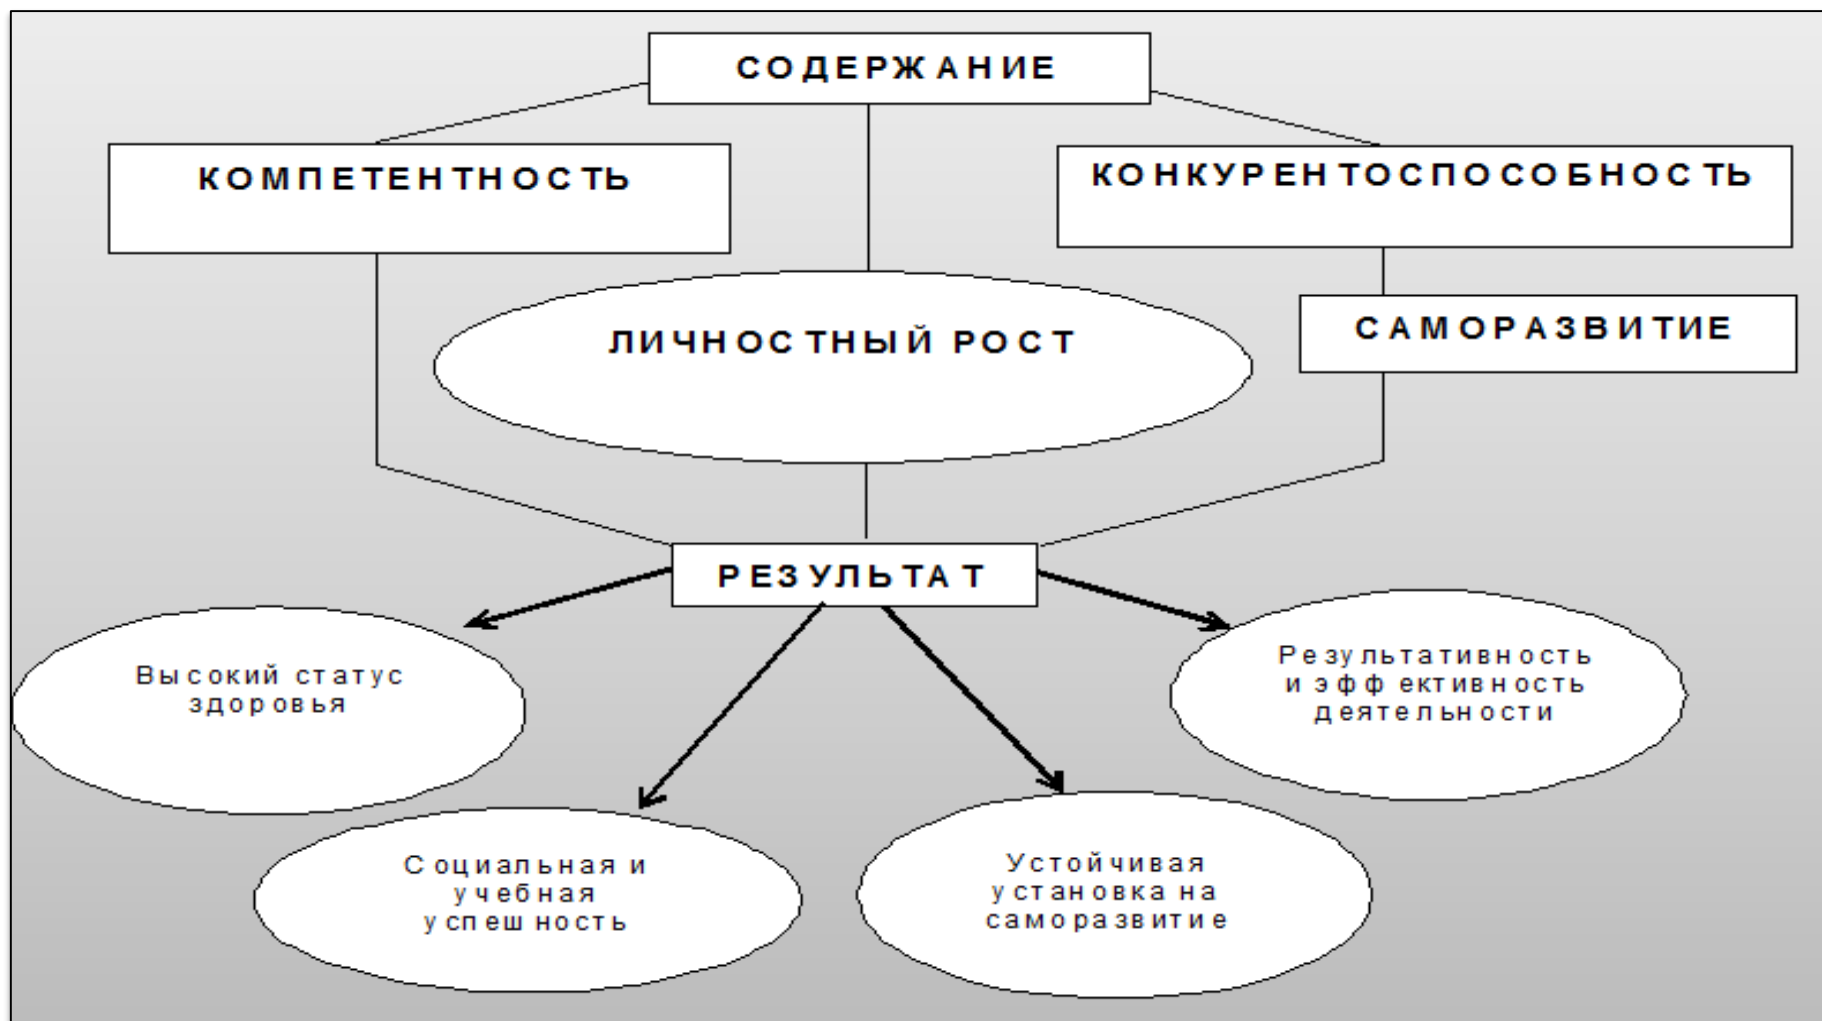 СОДЕРЖАНИЕ
КОМПЕТЕНТНОСТЬ
КОНКУРЕНТОСПОСОБНОСТЬ
ЛИЧНОСТНЫЙ РОСТ
САМОРАЗВИТИЕ
РЕЗУЛЬТАТ
Высокий статус
здоровья
Результативность
и эффективность
деятельности
Социальная и
учебная
успешность
Устойчивая
установка на
саморазвитие